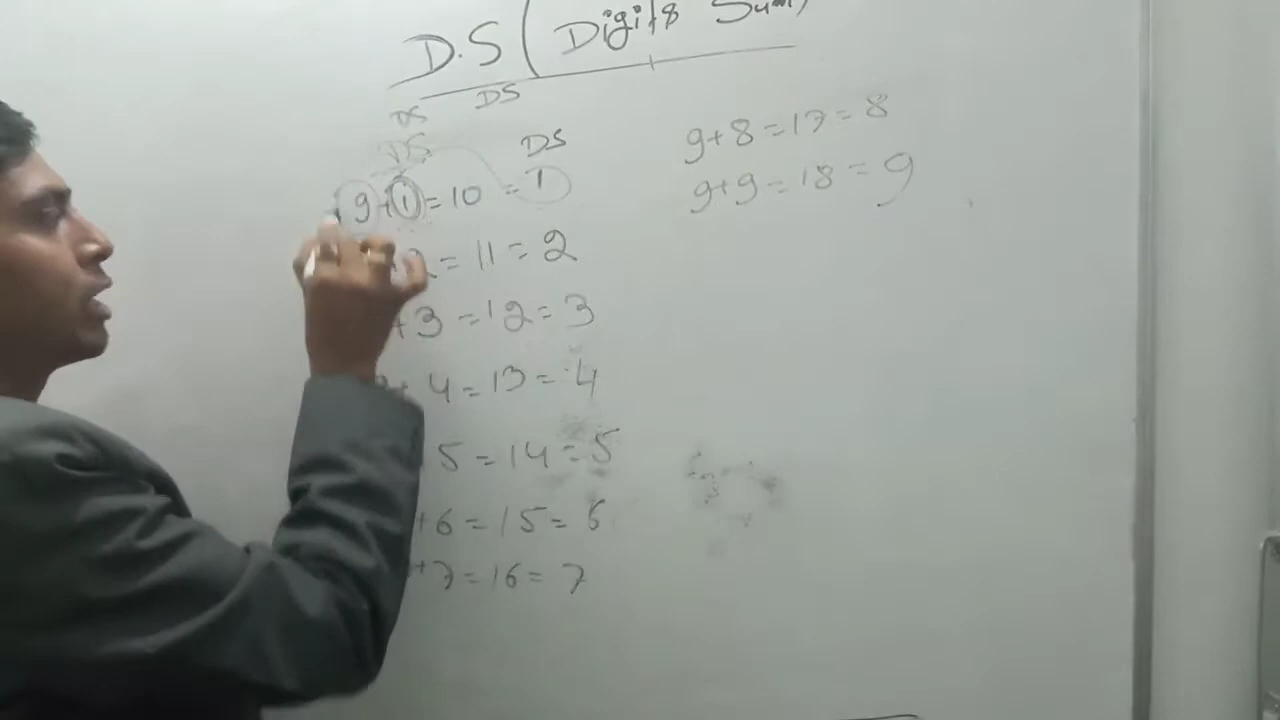 D.S ( Digits Sum)
DS
DS
DS DS
9+1=10 = 1
2 = 11 = 2
+3 = 12 = 3
+ 4 = 13 = 4
5 = 14 = 5
+6 = 15 = 6
+7 = 16 = 7
9+8=17=8
9+9=18=9